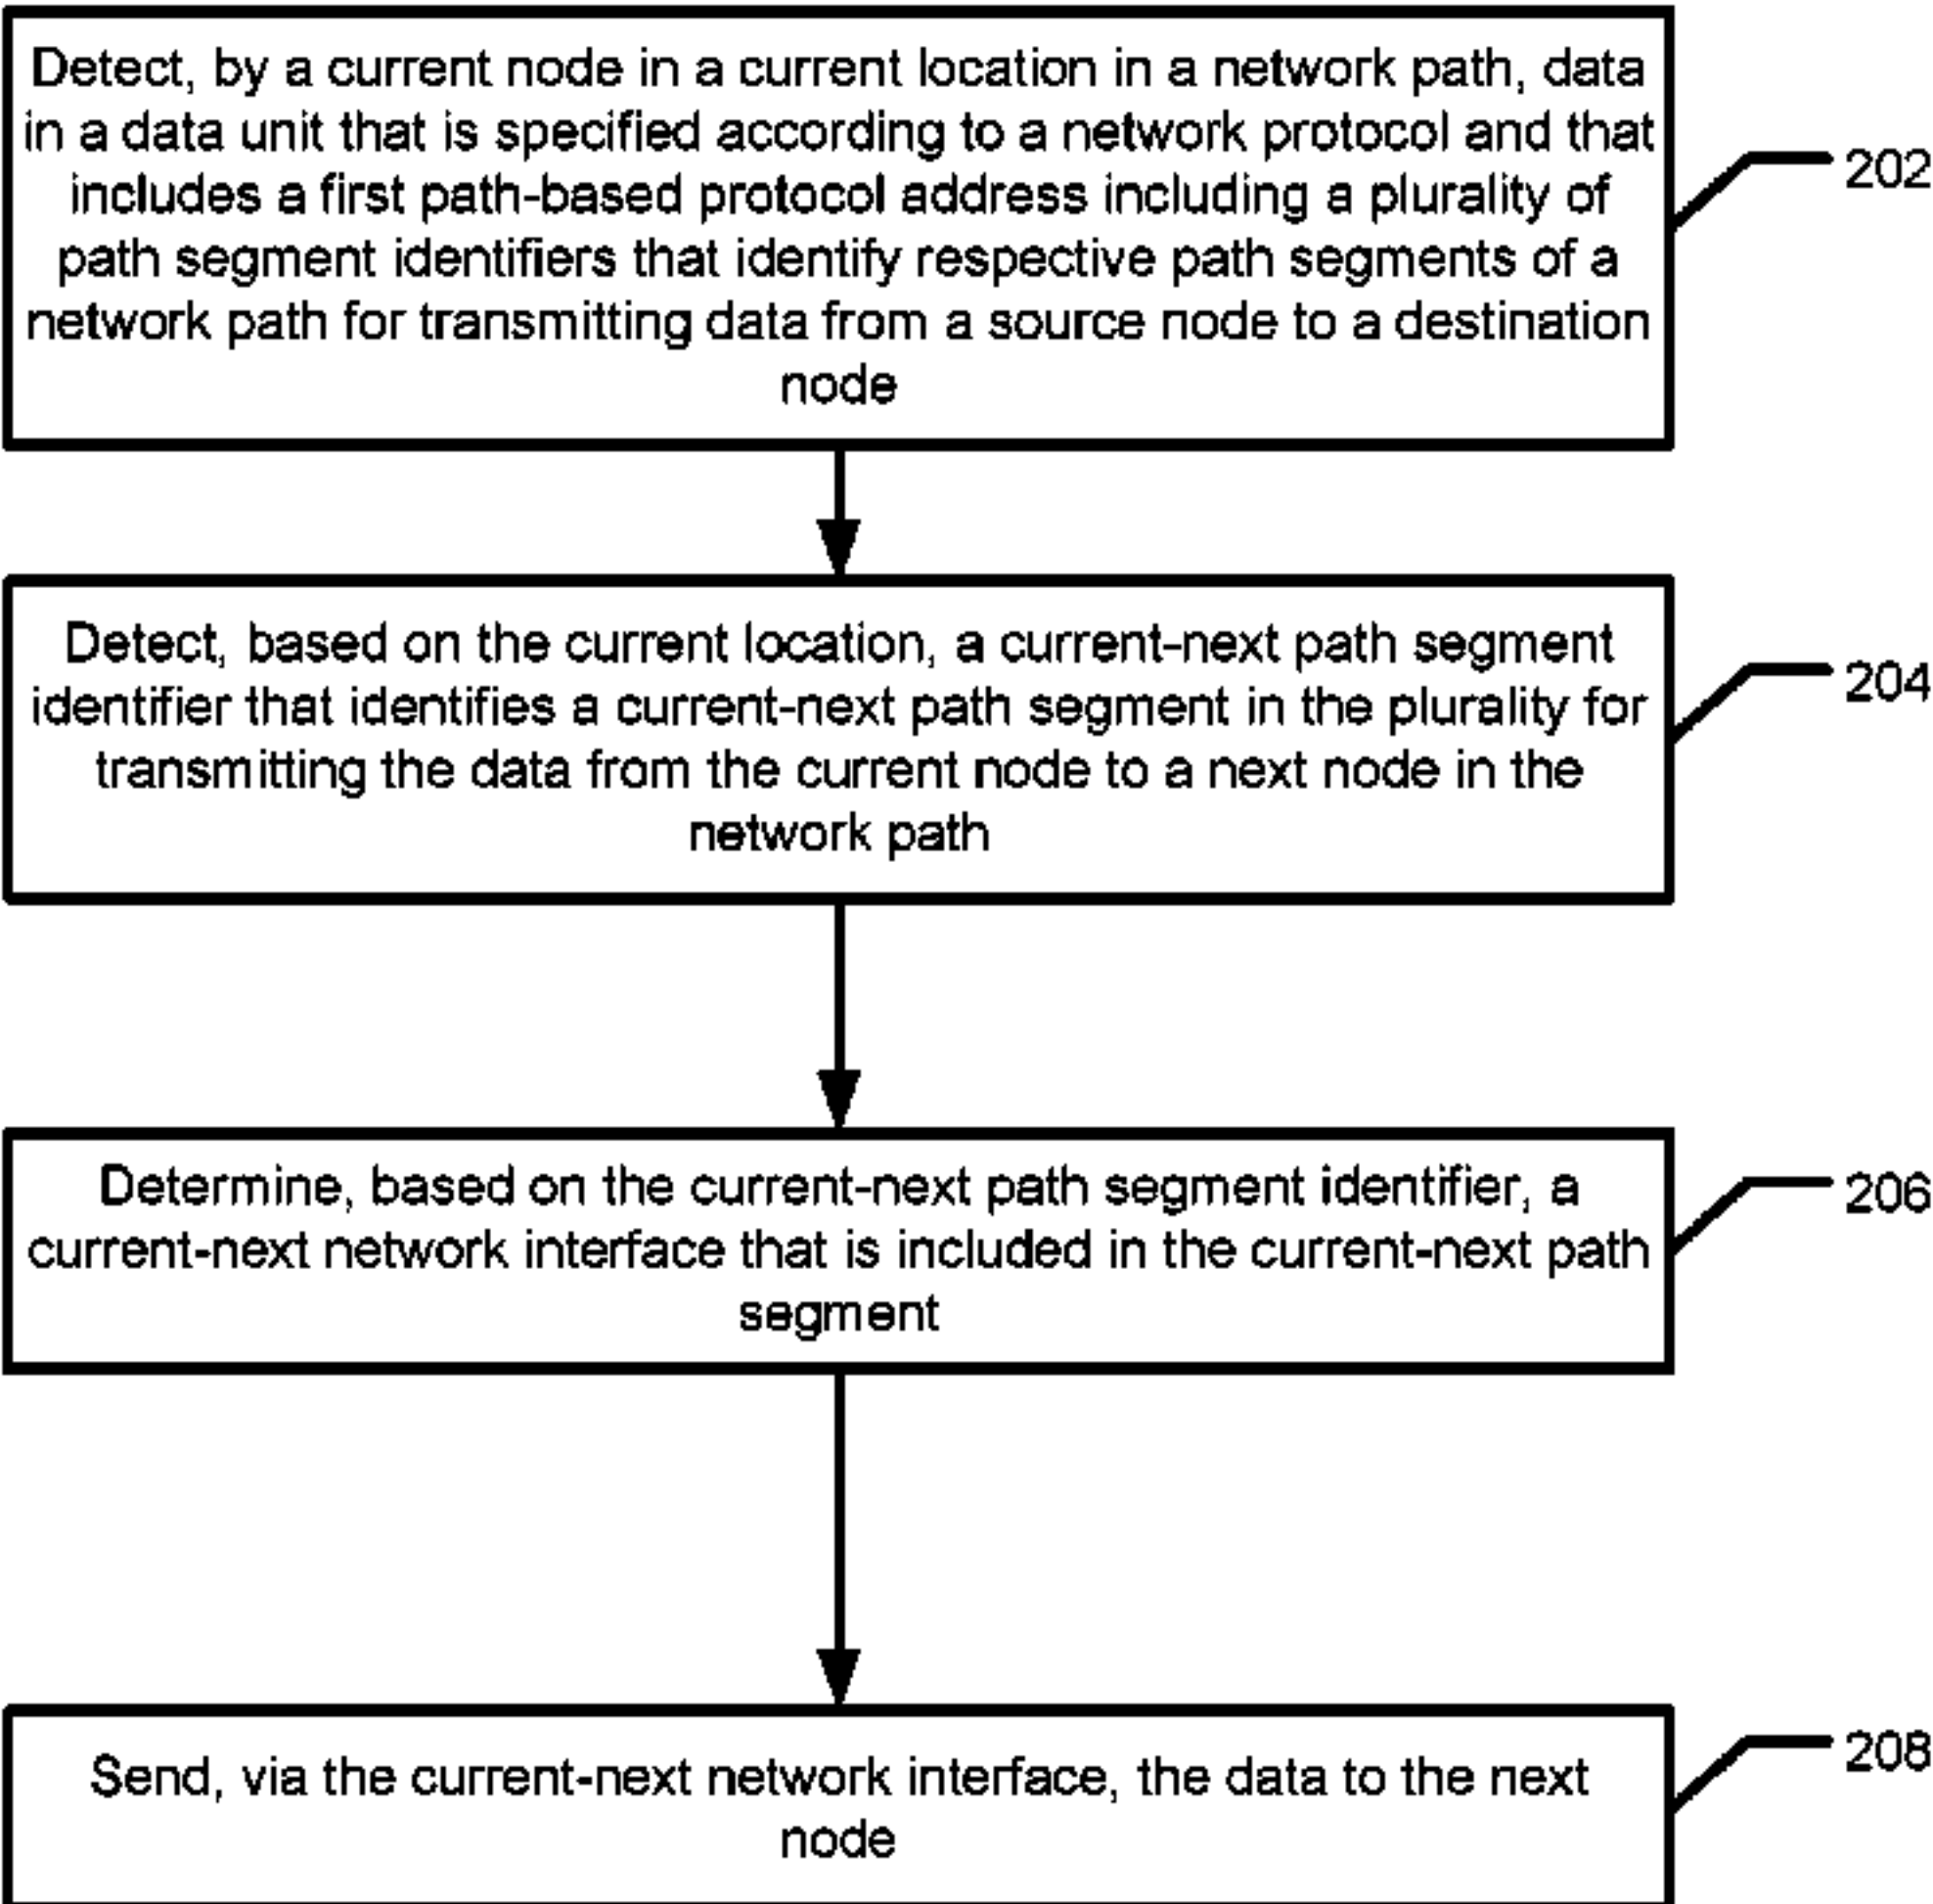 Detect, by a current node in a current location in a network path, data
in a data unit that is specified according to a network protocol and that
includes a first path-based protocol address including a plurality of
path segment identifiers that identify respective path segments of a
network path for transmitting data from a source node to a destination
node
202
Detect, based on the current location, a current-next path segment
identifier that identifies a current-next path segment in the plurality for
transmitting the data from the current node to a next node in the
network path
204
Determine, based on the current-next path segment identifier, a
current-next network interface that is included in the current-next path
segment
206
Send, via the current-next network interface, the data to the next
node
208